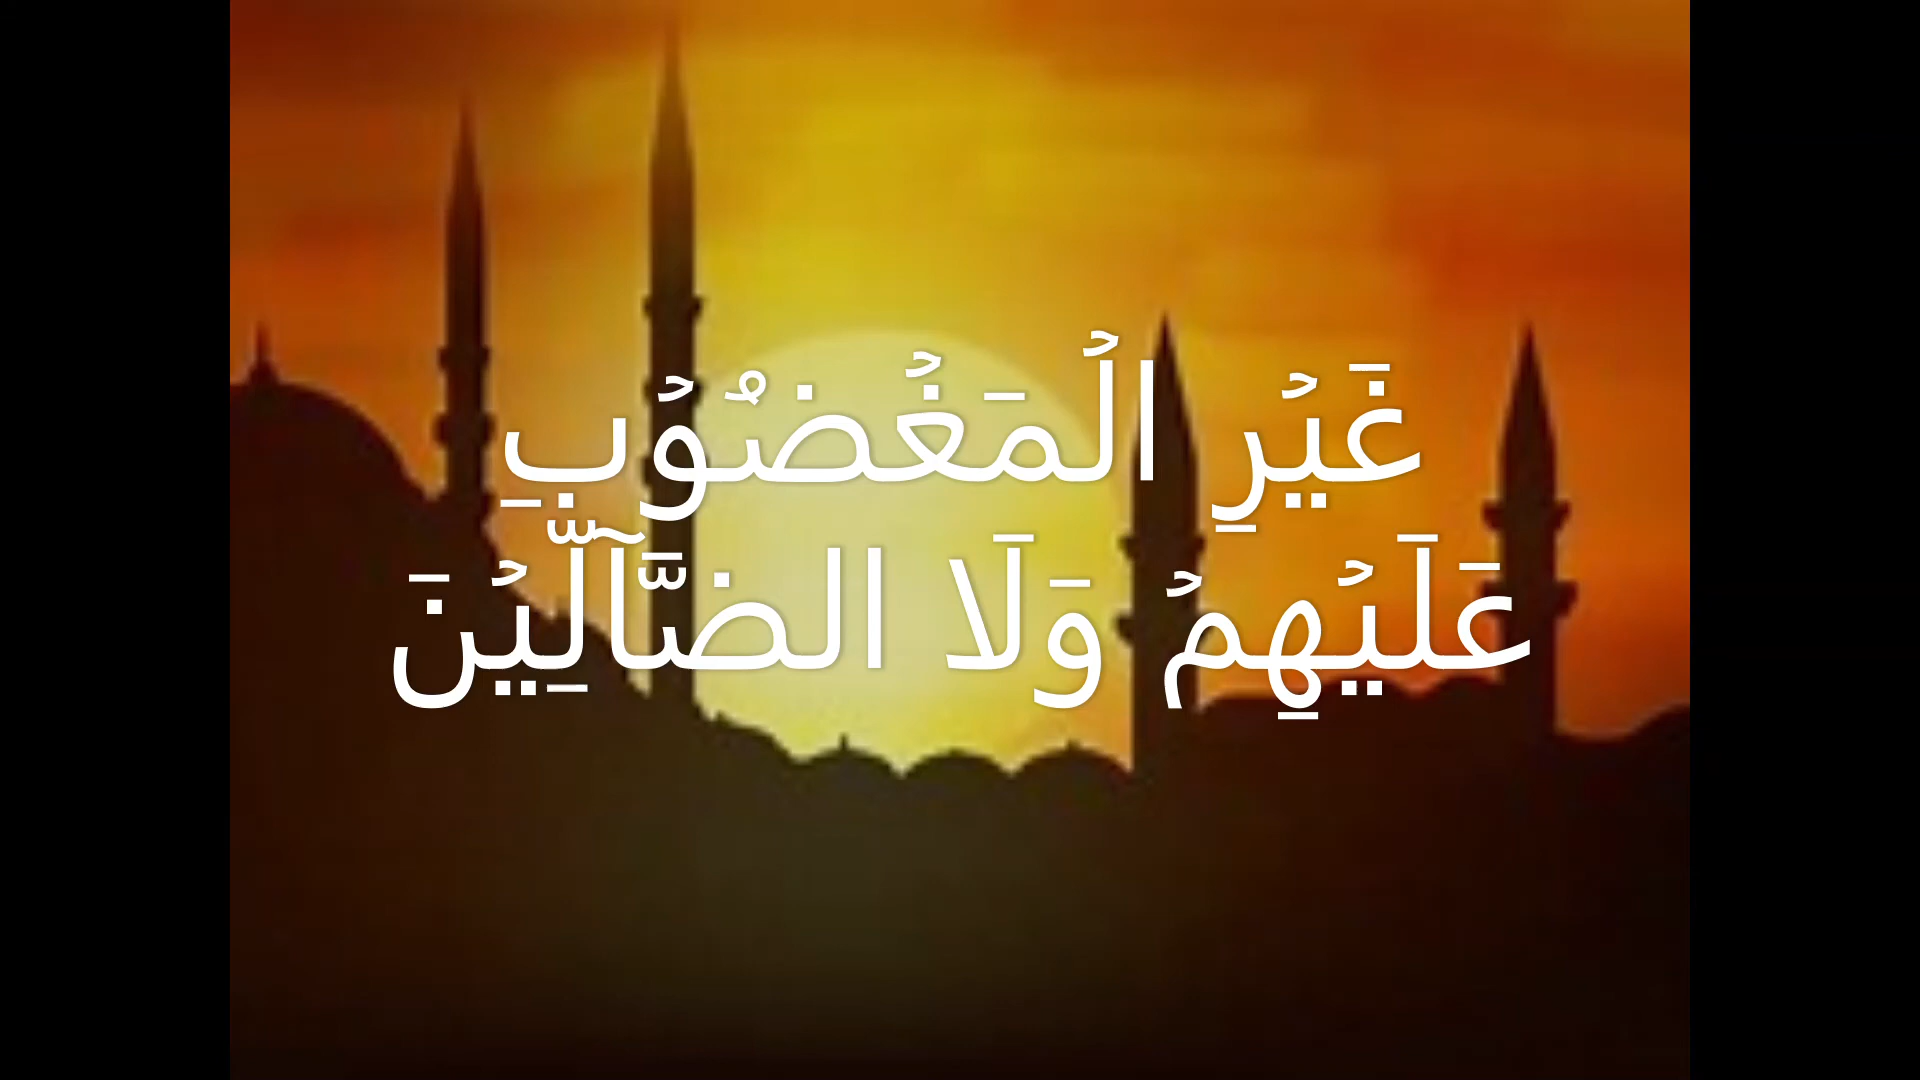 غَيۡرِ الۡمَغۡضُوۡبِ
عَلَيۡهِمۡ وَلَا الضَّآلِّيۡنَ